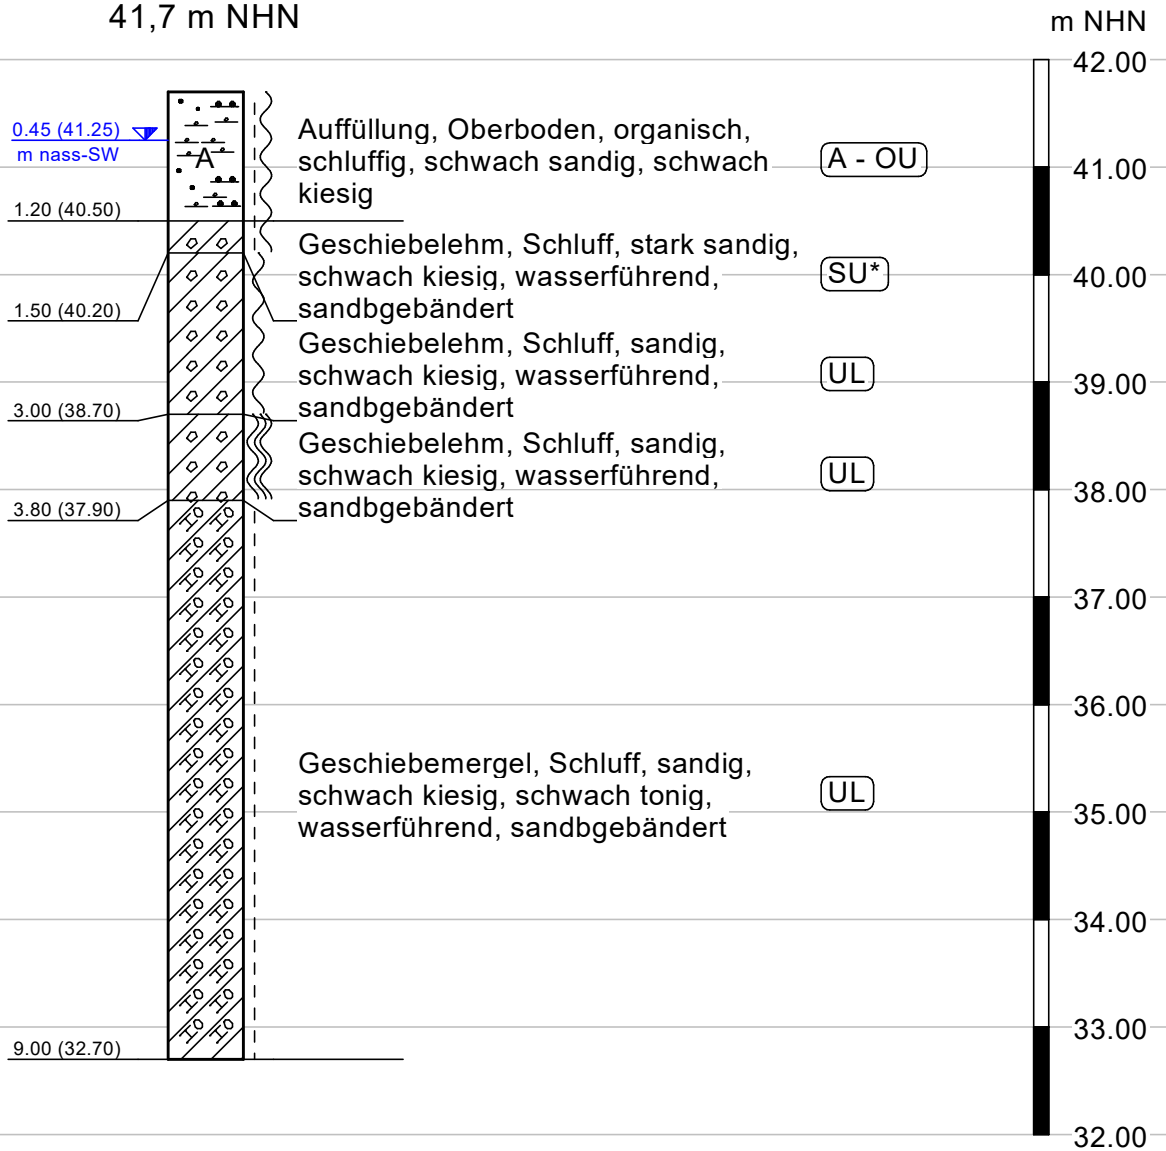 41,7 m NHN
m NHN
42.00
0.45 (41.25)
m nass-SW
A
Auffüllung, Oberboden, organisch,
schluffig, schwach sandig, schwach
kiesig
A - OU
41.00
1.20 (40.50)
Geschiebelehm, Schluff, stark sandig,
schwach kiesig, wasserführend,
sandbgebändert
SU*
40.00
1.50 (40.20)
Geschiebelehm, Schluff, sandig,
schwach kiesig, wasserführend,
sandbgebändert
UL
39.00
3.00 (38.70)
Geschiebelehm, Schluff, sandig,
schwach kiesig, wasserführend,
sandbgebändert
UL
38.00
3.80 (37.90)
37.00
36.00
Geschiebemergel, Schluff, sandig,
schwach kiesig, schwach tonig,
wasserführend, sandbgebändert
UL
35.00
34.00
33.00
9.00 (32.70)
32.00